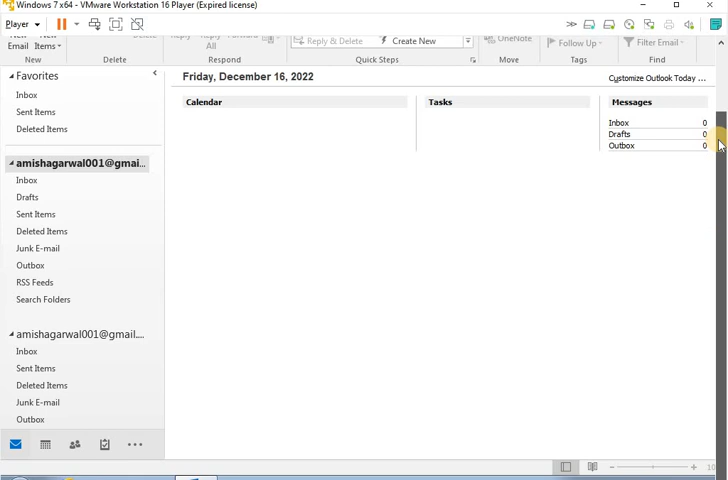 Windows 7 x64 - VMware Workstation 16 Player (Expired license)
Player
Email Items
All
Reply & Delete
Create New
OneNote
Follow Up
Filter Email
New
Delete
Respond
Quick Steps
Move
Tags
Find
Favorites
Inbox
Sent Items
Deleted Items
amishagarwal001@gmai...
Inbox
Drafts
Sent Items
Deleted Items
Junk E-mail
Outbox
RSS Feeds
Search Folders
amishagarwal001@gmail....
Inbox
Sent Items
Deleted Items
Junk E-mail
Outbox
Friday, December 16, 2022
Customize Outlook Today ...
Calendar
Tasks
Messages
Inbox 0
Drafts 0
Outbox 0
10